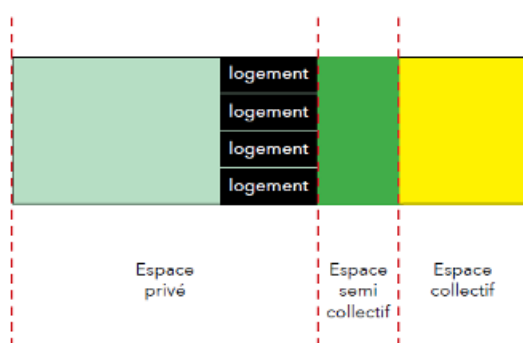 logement
logement
logement
logement
Espace
privé
Espace
semi
collectif
Espace
collectif